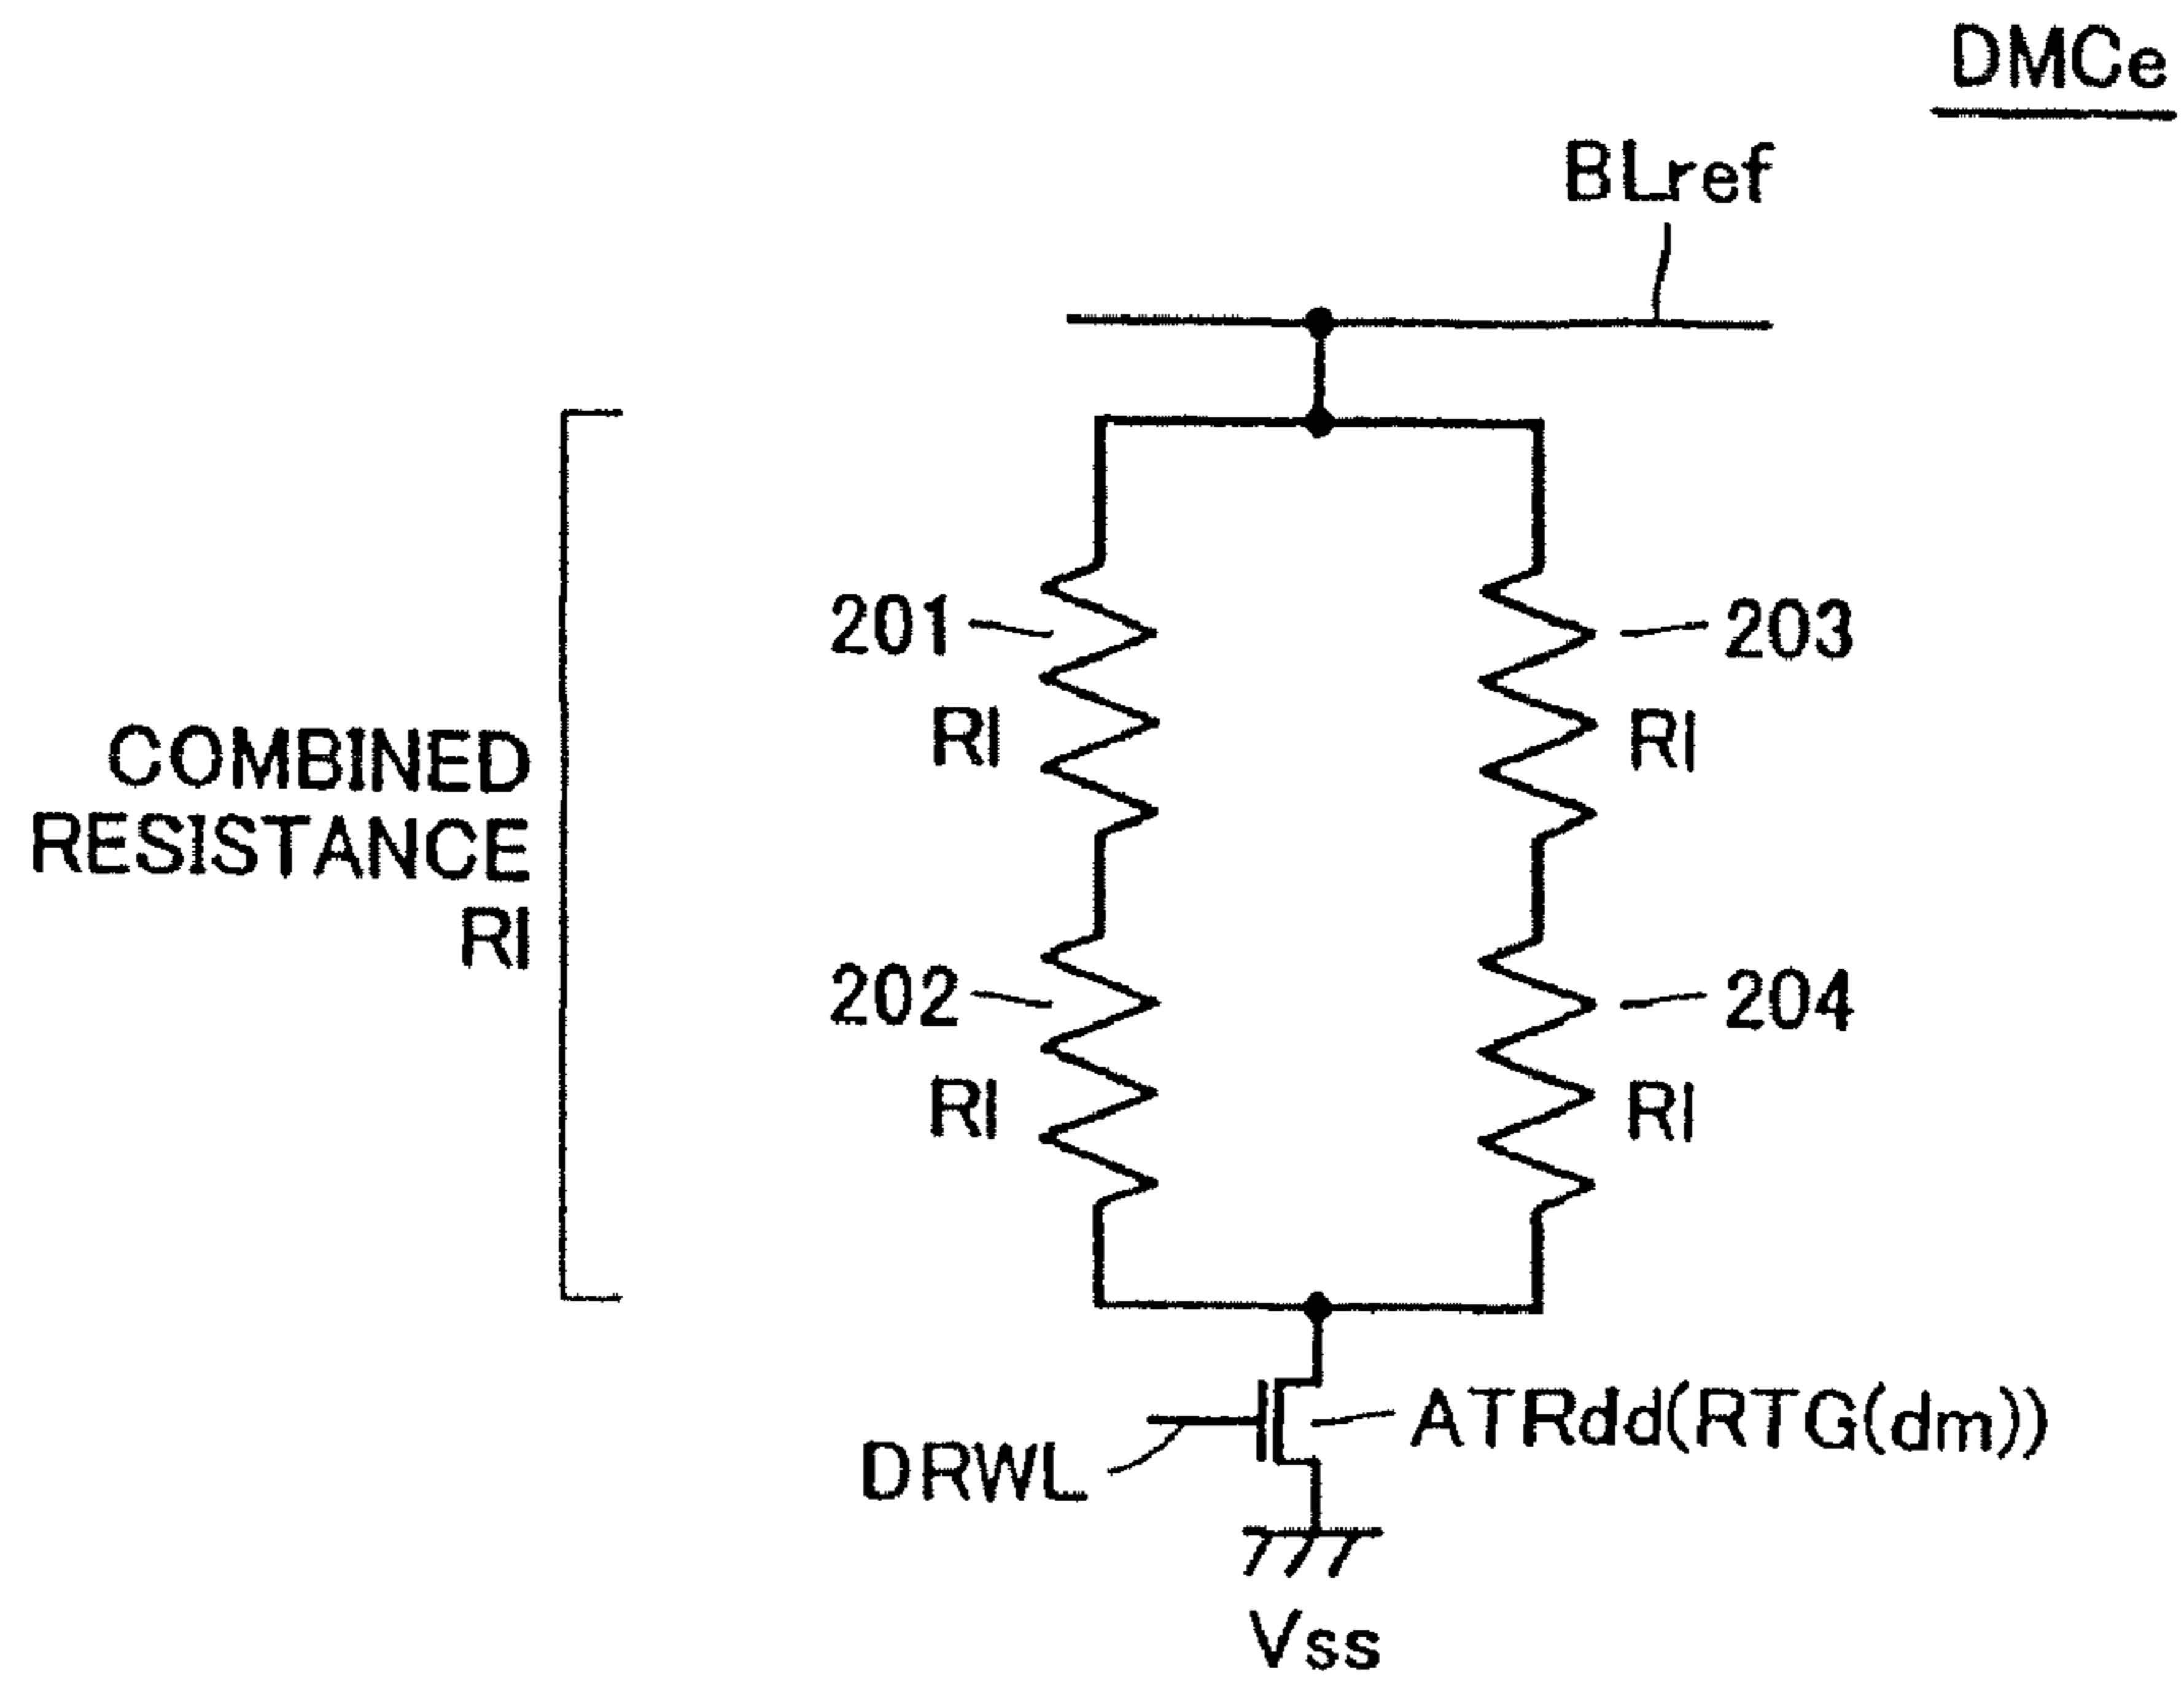 DMCe
BLref
201
RI
203
RI
COMBINED
RESISTANCE
RI
202
RI
204
RI
DRWL
ATRdd(RTG(dm))
Vss